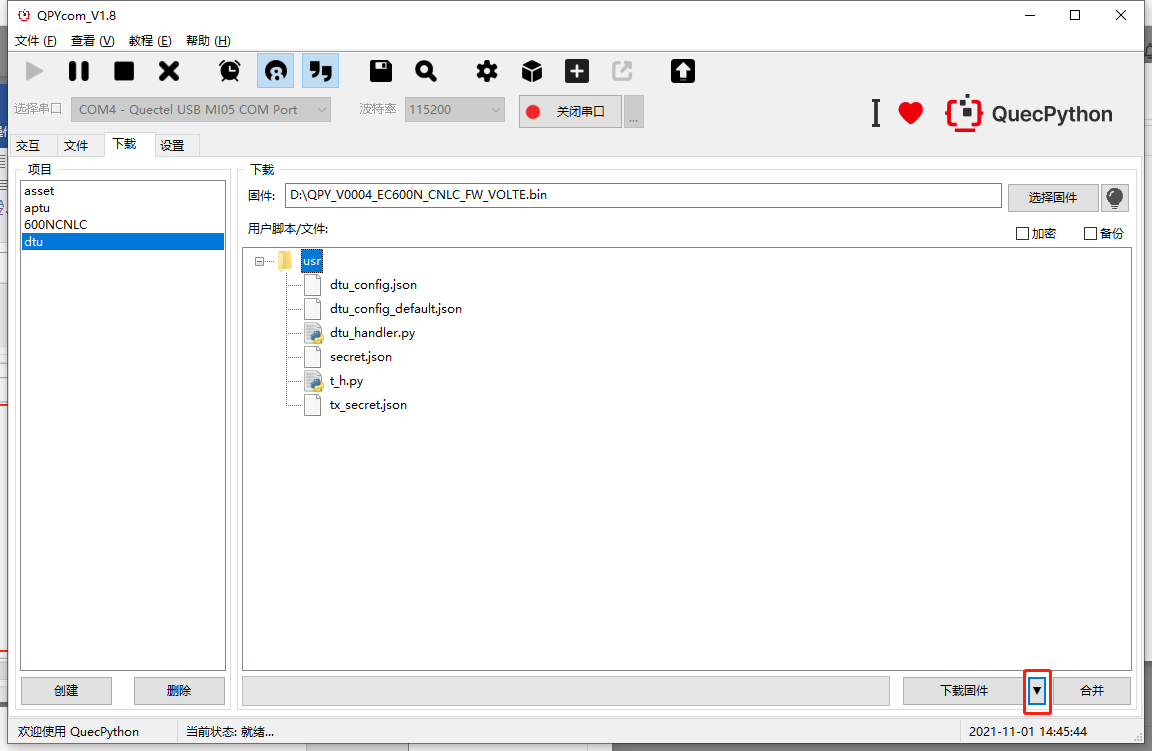 QPYcom_V1.8
文件 (F) 查看 (V) 教程 (E) 帮助 (H)
选择串口 COM4 - Quectel USB MI05 COM Port 波特率 115200 关闭串口 ... I QuecPython
交互 文件 下载 设置
项目
asset
aptu
600NCNLC
dtu
创建 删除
下载
固件: D:\QPY_V0004_EC600N_CNLC_FW_VOLTE.bin 选择固件
用户脚本/文件: 加密 备份
usr
dtu_config.json
dtu_config_default.json
dtu_handler.py
secret.json
t_h.py
tx_secret.json
下载固件 合并
欢迎使用 QuecPython 当前状态: 就绪... 2021-11-01 14:45:44